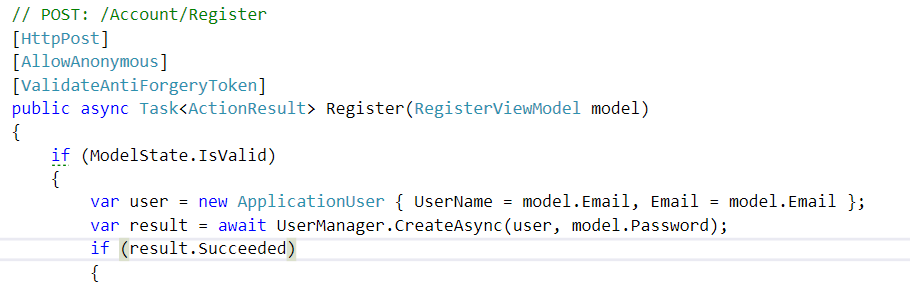 // POST: /Account/Register
[HttpPost]
[AllowAnonymous]
[ValidateAntiForgeryToken]
public async Task<ActionResult> Register(RegisterViewModel model)
{
    if (ModelState.IsValid)
    {
        var user = new ApplicationUser { UserName = model.Email, Email = model.Email };
        var result = await UserManager.CreateAsync(user, model.Password);
        if (result.Succeeded)
        {